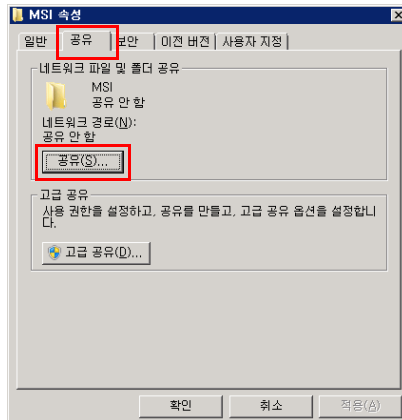 MSI 속성
일반 공유 보안 이전 버전 사용자 지정
네트워크 파일 및 폴더 공유
MSI
공유 안 함
네트워크 경로(N):
공유 안 함
공유(S)...
고급 공유
사용 권한을 설정하고, 공유를 만들고, 고급 공유 옵션을 설정합니
다.
고급 공유(D)...
확인 취소 적용(A)